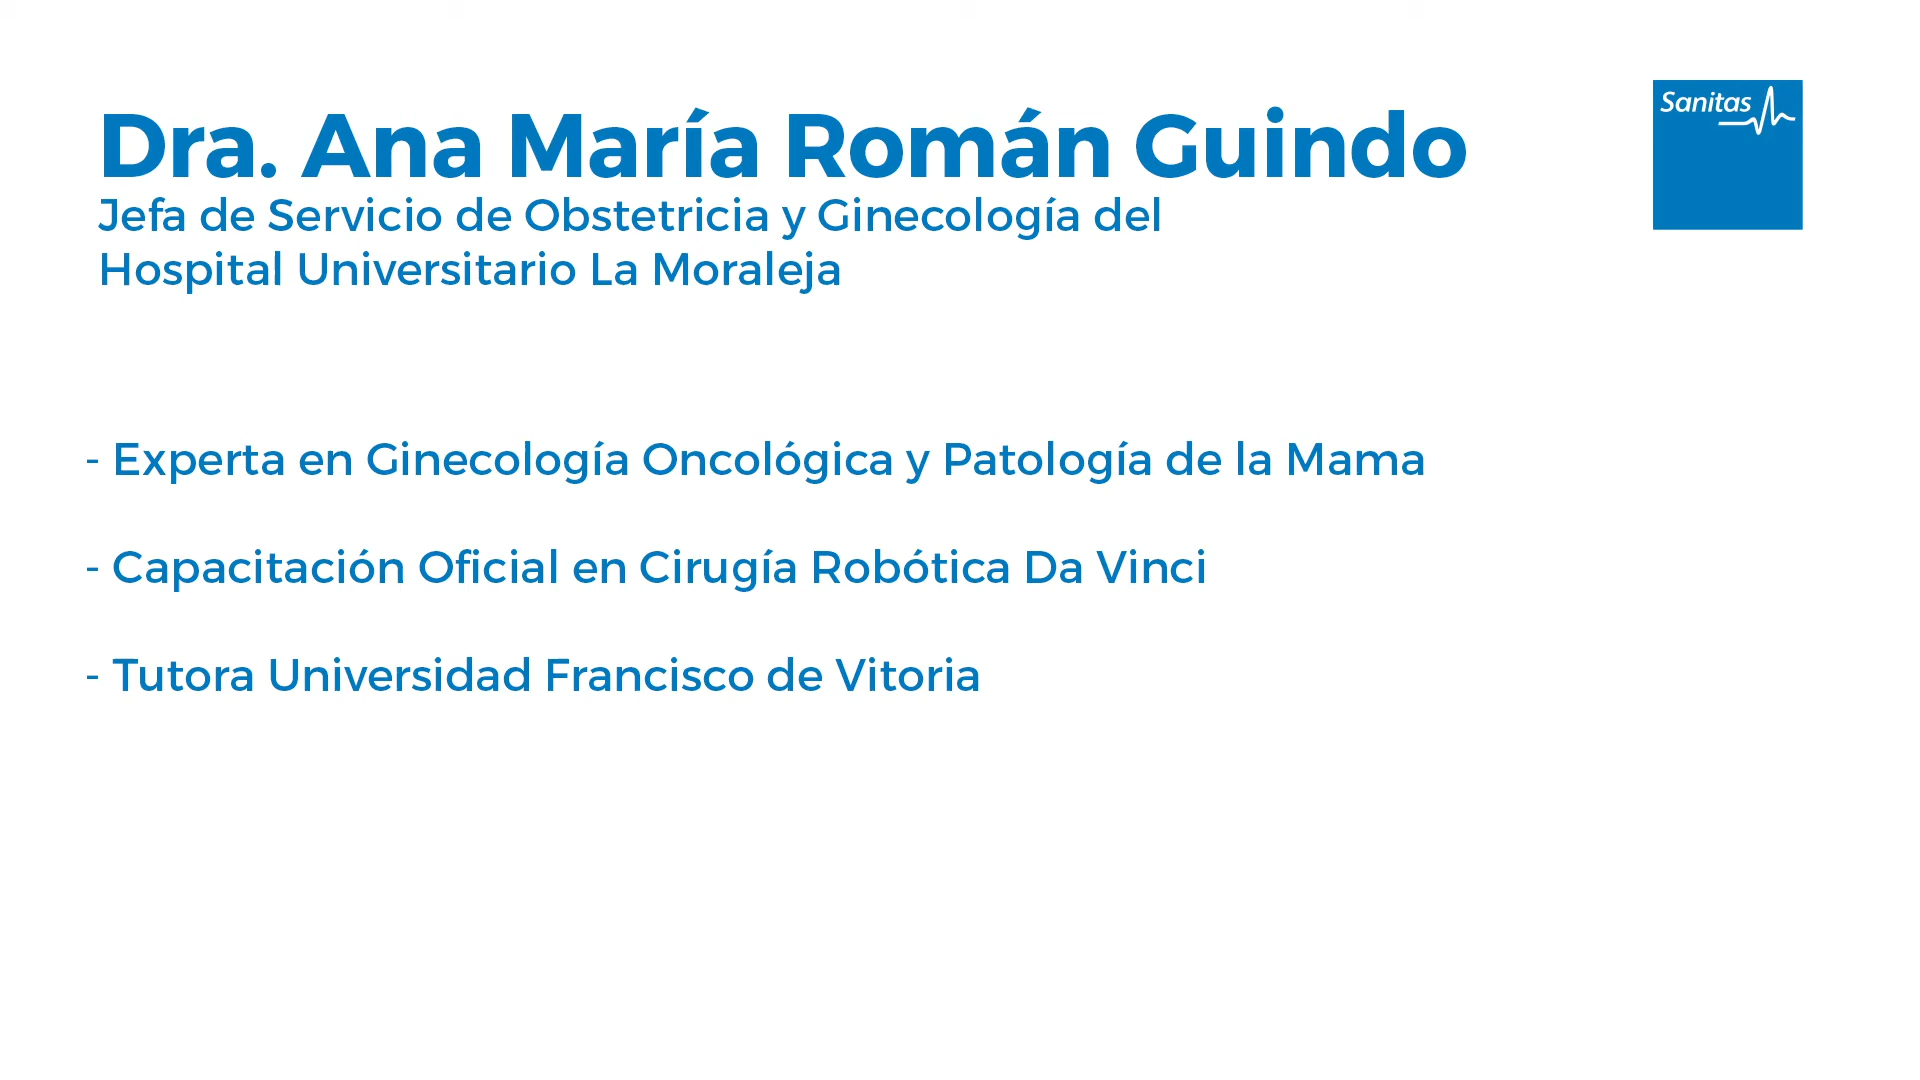 Dra. Ana María Román Guindo
Sanitas
Jefa de Servicio de Obstetricia y Ginecología del
Hospital Universitario La Moraleja
- Experta en Ginecología Oncológica y Patología de la Mama
- Capacitación Oficial en Cirugía Robótica Da Vinci
- Tutora Universidad Francisco de Vitoria